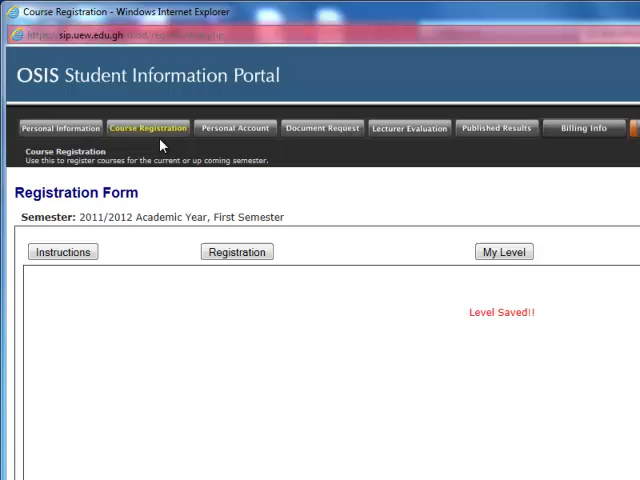 Course Registration - Windows Internet Explorer
https://sip.uew.edu.gh
OSIS Student Information Portal
Personal Information Course Registration Personal Account Document Request Lecturer Evaluation Published Results Billing Info
Course Registration
Use this to register courses for the current or up coming semester.
Registration Form
Semester: 2011/2012 Academic Year, First Semester
Instructions Registration My Level
Level Saved!!